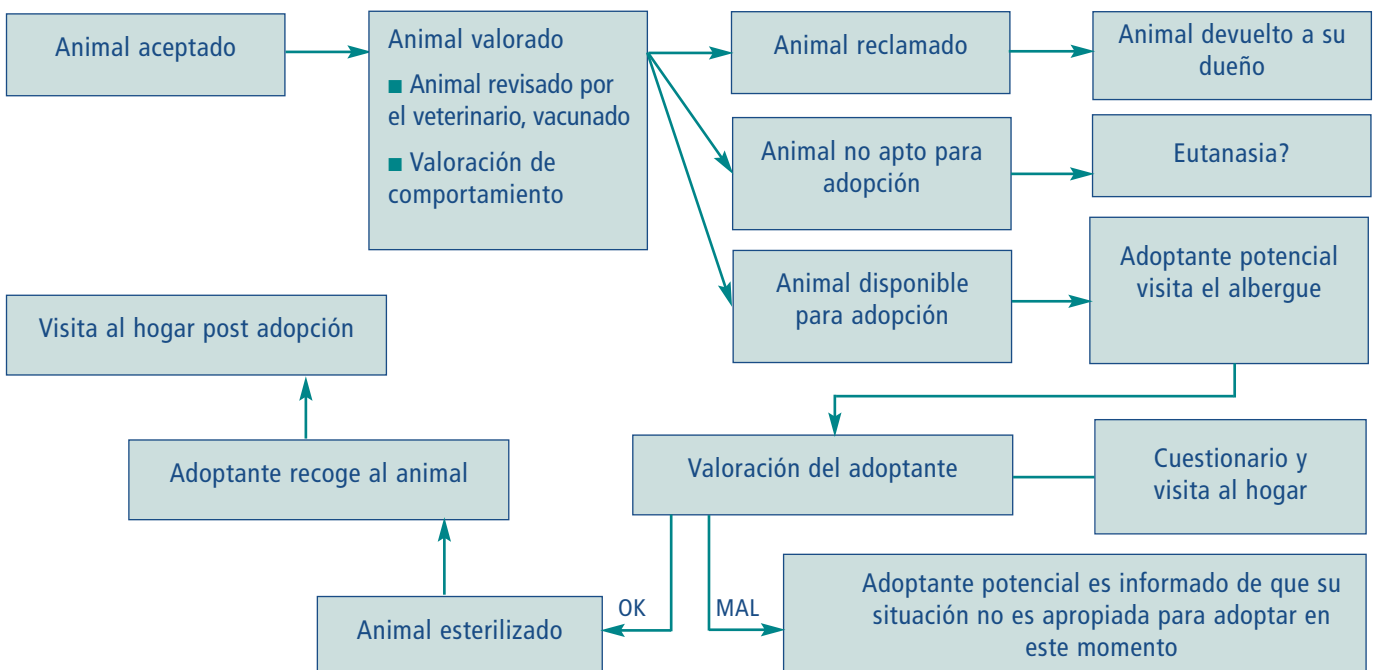 Animal aceptado
Animal valorado
■ Animal revisado por
el veterinario, vacunado
■ Valoración de
comportamiento
Animal reclamado
Animal devuelto a su
dueño
Animal no apto para
adopción
Eutanasia?
Animal disponible
para adopción
Adoptante potencial
visita el albergue
Valoración del adoptante
Cuestionario y
visita al hogar
OK
MAL
Adoptante potencial es informado de que su
situación no es apropiada para adoptar en
este momento
Animal esterilizado
Adoptante recoge al animal
Visita al hogar post adopción